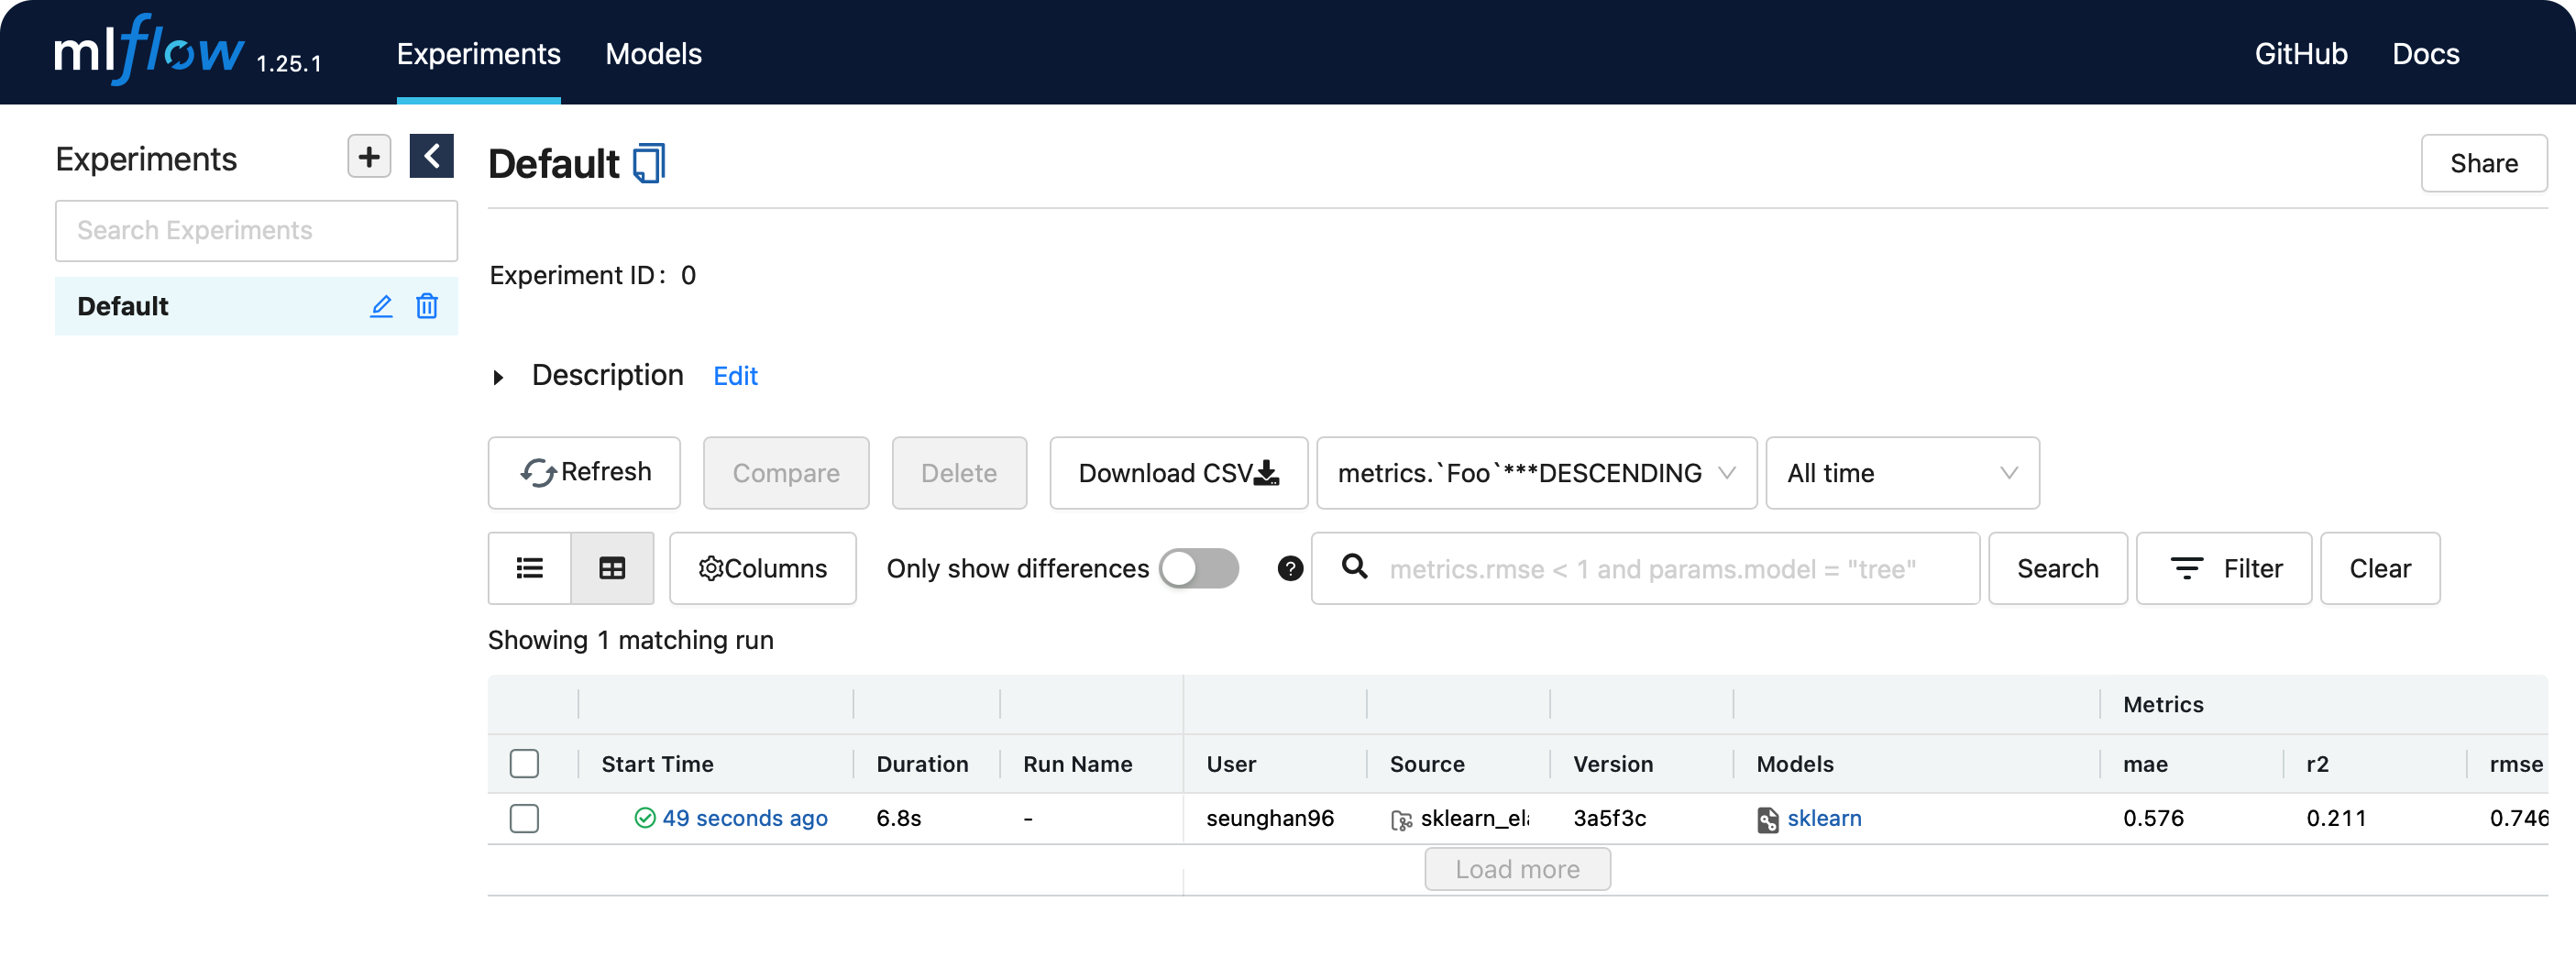 mlflow 1.25.1 Experiments Models GitHub Docs
Experiments
Search Experiments
Default
Default
Share
Experiment ID: 0
Description Edit
Refresh Compare Delete Download CSV metrics.`Foo`***DESCENDING All time
Columns Only show differences metrics.rmse < 1 and params.model = "tree" Search Filter Clear
Showing 1 matching run
Metrics
Start Time Duration Run Name User Source Version Models mae r2 rmse
49 seconds ago 6.8s - seunghan96 sklearn_ela 3a5f3c sklearn 0.576 0.211 0.746
Load more